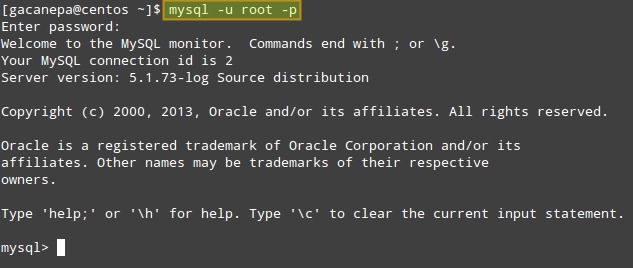 [gacanepa@centos ~]$ mysql -u root -p
Enter password:
Welcome to the MySQL monitor.  Commands end with ; or \g.
Your MySQL connection id is 2
Server version: 5.1.73-log Source distribution

Copyright (c) 2000, 2013, Oracle and/or its affiliates. All rights reserved.

Oracle is a registered trademark of Oracle Corporation and/or its
affiliates. Other names may be trademarks of their respective
owners.

Type 'help;' or '\h' for help. Type '\c' to clear the current input statement.

mysql>